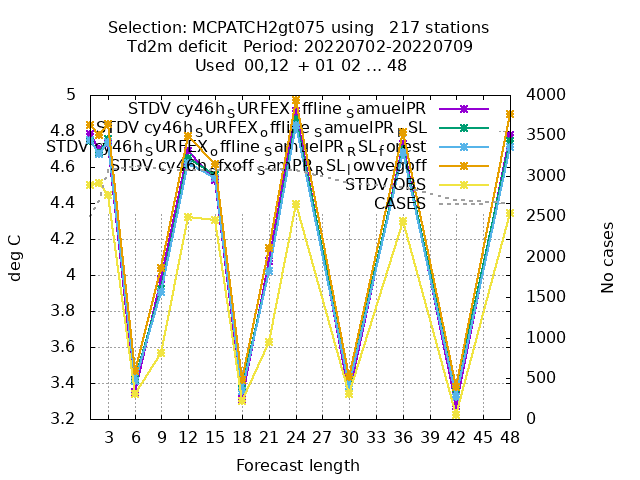 Selection: MCPATCH2gt075 using   217 stations
Td2m deficit   Period: 20220702-20220709
Used  00,12  + 01 02 ... 48
5
4.8
4.6
4.4
4.2
4
3.8
3.6
3.4
3.2
4000
3500
3000
2500
2000
1500
1000
500
0
deg C
No cases
STDV cy46h_SURFEX_offline_samuelPR
STDV cy46h_SURFEX_offline_samuelPR_RSL
STDV cy46h_SURFEX_offline_samuelPR_RSL_forest
STDV cy46h_sfxoff_samPR_RSL_lowvegoff
STDV OBS
CASES
3 6 9 12 15 18 21 24 27 30 33 36 39 42 45 48
Forecast length